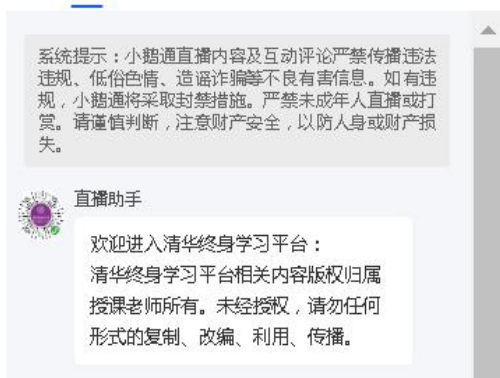 系统提示：小鹅通直播内容及互动评论严禁传播违法
违规、低俗色情、造谣诈骗等不良有害信息。如有违
规，小鹅通将采取封禁措施。严禁未成年人直播或打
赏。请谨慎判断，注意财产安全，以防人身或财产损
失。
直播助手
欢迎进入清华终身学习平台：
清华终身学习平台相关内容版权归属
授课老师所有。未经授权，请勿任何
形式的复制、改编、利用、传播。